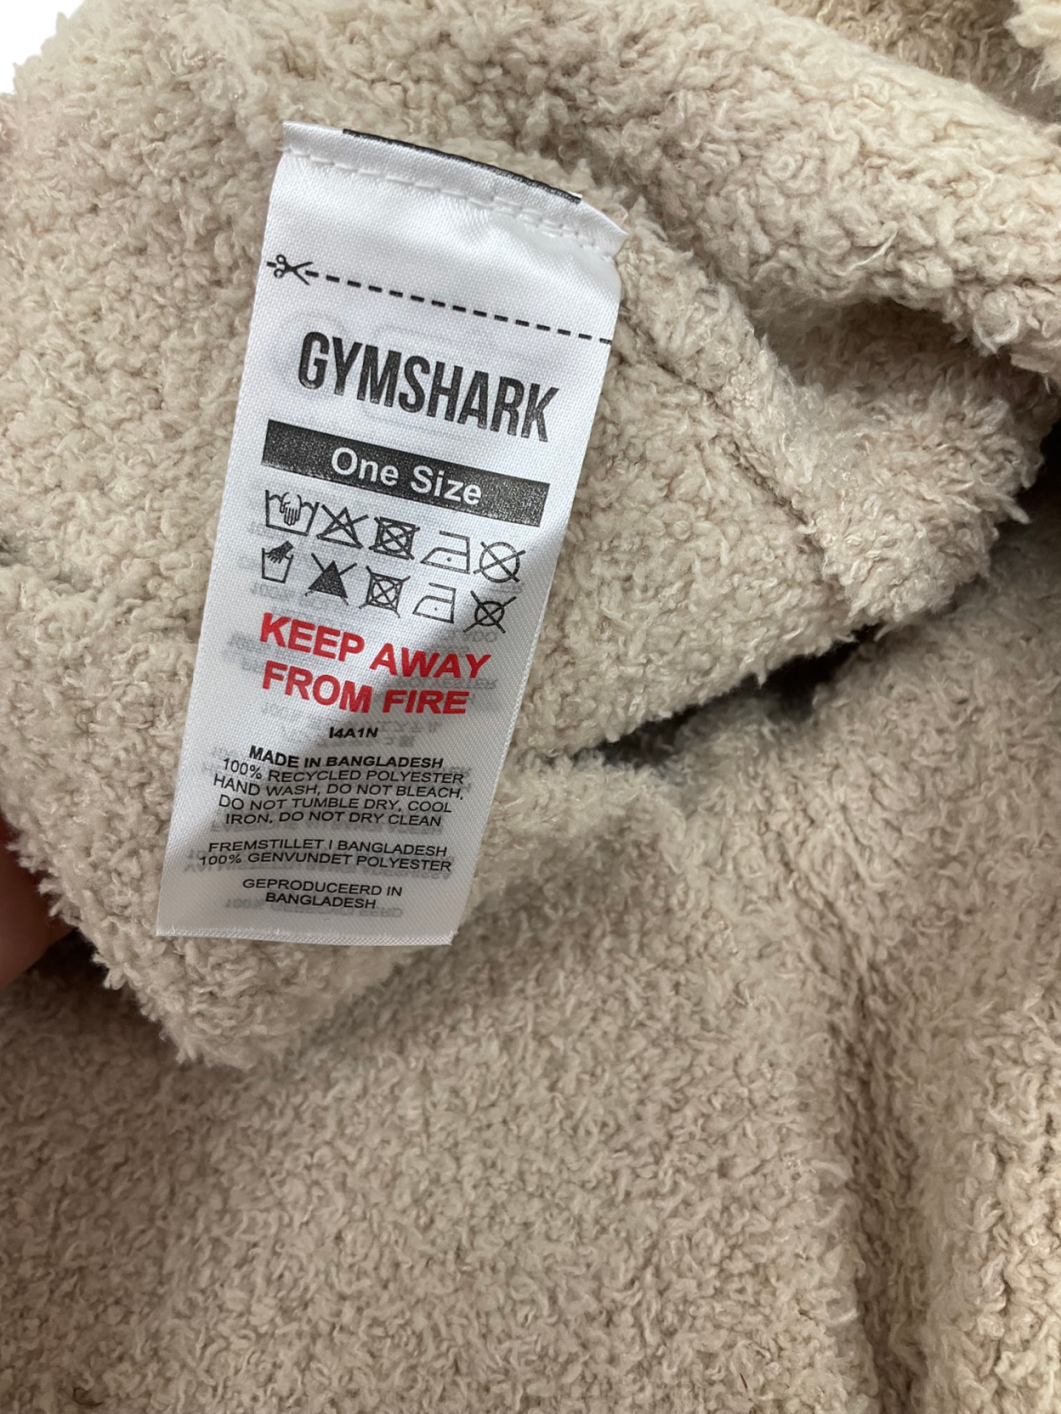 GYMSHARK
One Size
KEEP AWAY
FROM FIRE
I4A1N
MADE IN BANGLADESH
100% RECYCLED POLYESTER
HAND WASH, DO NOT BLEACH,
DO NOT TUMBLE DRY, COOL
IRON, DO NOT DRY CLEAN
FREMSTILLET I BANGLADESH
100% GENVUNDET POLYESTER
GEPRODUCEERD IN
BANGLADESH